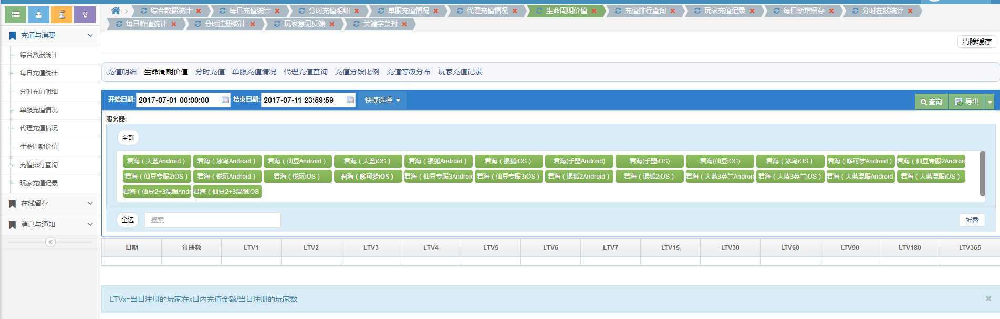 综合数据统计 每日充值统计 分时充值明细 单服充值情况 代理充值情况 生命周期价值 充值排行查询 玩家充值记录 每日新增留存 分时在线统计
每日峰值统计 分时注册统计 玩家意见反馈 关键字禁封
充值与消费
综合数据统计
每日充值统计
分时充值明细
单服充值情况
代理充值情况
生命周期价值
充值排行查询
玩家充值记录
在线留存
消息与通知
清除缓存
充值明细 生命周期价值 分时充值 单服充值情况 代理充值查询 充值分段比例 充值等级分布 玩家充值记录
开始日期: 2017-07-01 00:00:00 结束日期: 2017-07-11 23:59:59 快捷选择 查询 导出
服务器:
全部
君海（大蓝Android） 君海（冰鸟Android） 君海（仙豆Android） 君海（大蓝iOS） 君海（银狐Android） 君海（银狐iOS） 君海(手盟Android) 君海(手盟iOS) 君海(仙豆iOS) 君海（冰鸟iOS） 君海（哆可梦Android） 君海（仙豆专服2Android
君海（仙豆专服2iOS） 君海（悦玩Android） 君海（悦玩iOS） 君海（哆可梦iOS） 君海（仙豆专服3Android 君海（仙豆专服3iOS） 君海（银狐2Android） 君海（银狐2iOS） 君海（大蓝3英兰Android 君海（大蓝3英兰iOS） 君海（大蓝混服Android 君海（大蓝混服iOS）
君海（仙豆2+3混服Andr 君海（仙豆2+3混服iOS
全选 搜索 折叠
日期 注册数 LTV1 LTV2 LTV3 LTV4 LTV5 LTV6 LTV7 LTV15 LTV30 LTV60 LTV90 LTV180 LTV365
LTVx=当日注册的玩家在x日内充值金额/当日注册的玩家数